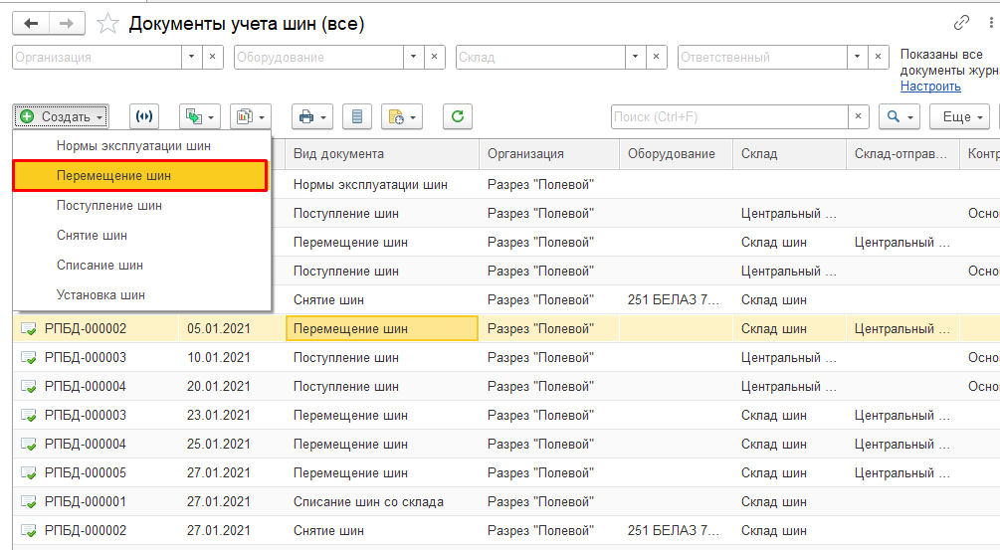 Документы учета шин (все)
Организация Оборудование Склад Ответственный Показаны все
документы журн
Настроить
Создать Поиск (Ctrl+F) Еще
Нормы эксплуатации шин
Перемещение шин
Поступление шин
Снятие шин
Списание шин
Установка шин
Вид документа Организация Оборудование Склад Склад-отправ... Контр
Нормы эксплуатации шин Разрез "Полевой"
Поступление шин Разрез "Полевой" Центральный ... Осно
Перемещение шин Разрез "Полевой" Склад шин Центральный ...
Поступление шин Разрез "Полевой" Центральный ... Осно
Снятие шин Разрез "Полевой" 251 БЕЛАЗ 7... Склад шин
РПБД-000002 05.01.2021 Перемещение шин Разрез "Полевой" Склад шин Центральный ...
РПБД-000003 10.01.2021 Поступление шин Разрез "Полевой" Центральный ... Осно
РПБД-000004 20.01.2021 Поступление шин Разрез "Полевой" Центральный ... Осно
РПБД-000003 23.01.2021 Перемещение шин Разрез "Полевой" Склад шин Центральный ...
РПБД-000004 25.01.2021 Перемещение шин Разрез "Полевой" Склад шин Центральный ...
РПБД-000005 27.01.2021 Перемещение шин Разрез "Полевой" Склад шин Центральный ...
РПБД-000001 27.01.2021 Списание шин со склада Разрез "Полевой" Склад шин
РПБД-000002 27.01.2021 Снятие шин Разрез "Полевой" 251 БЕЛАЗ 7... Склад шин